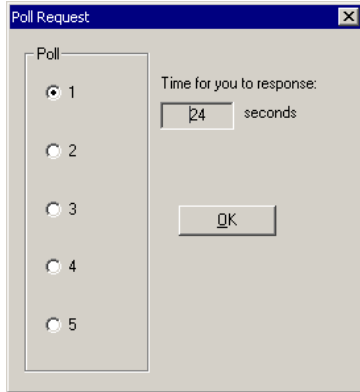 Poll Request
Poll
1
Time for you to response:
24 seconds
2
3
OK
4
5